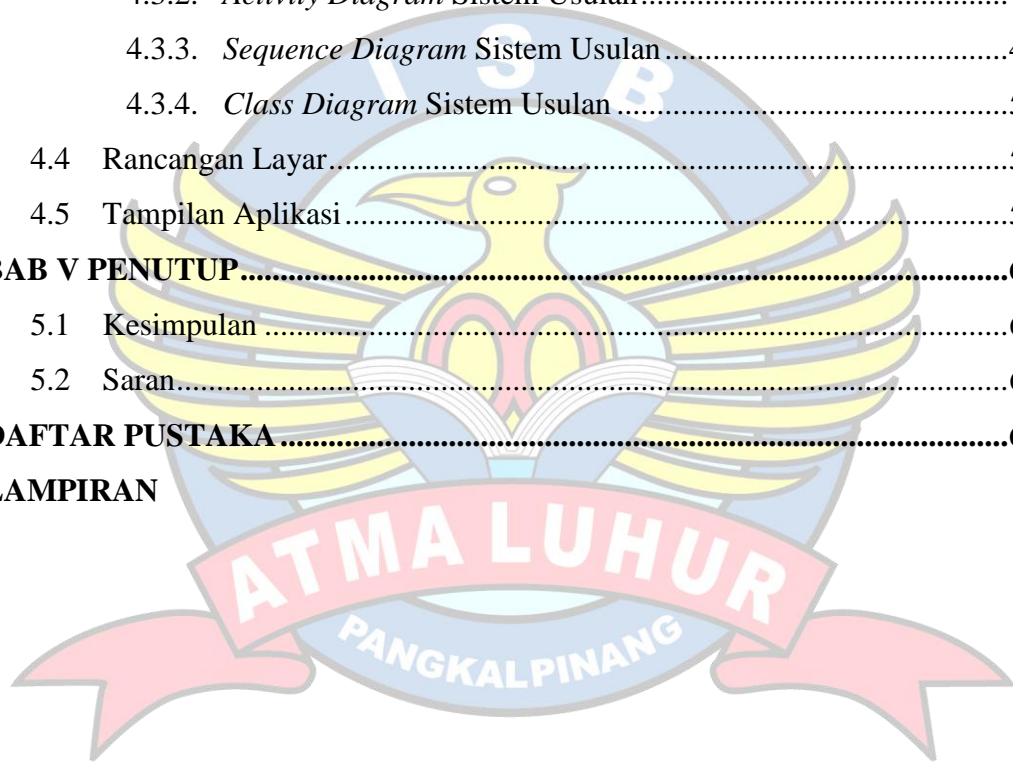 4.3.2. Activity Diagram Sistem Usulan
4.3.3. Sequence Diagram Sistem Usulan
4.3.4. Class Diagram Sistem Usulan
4.4 Rancangan Layar
4.5 Tampilan Aplikasi
BAB V PENUTUP
5.1 Kesimpulan
5.2 Saran
DAFTAR PUSTAKA
LAMPIRAN
I S B
ATMA LUHUR
PANGKALPINANG